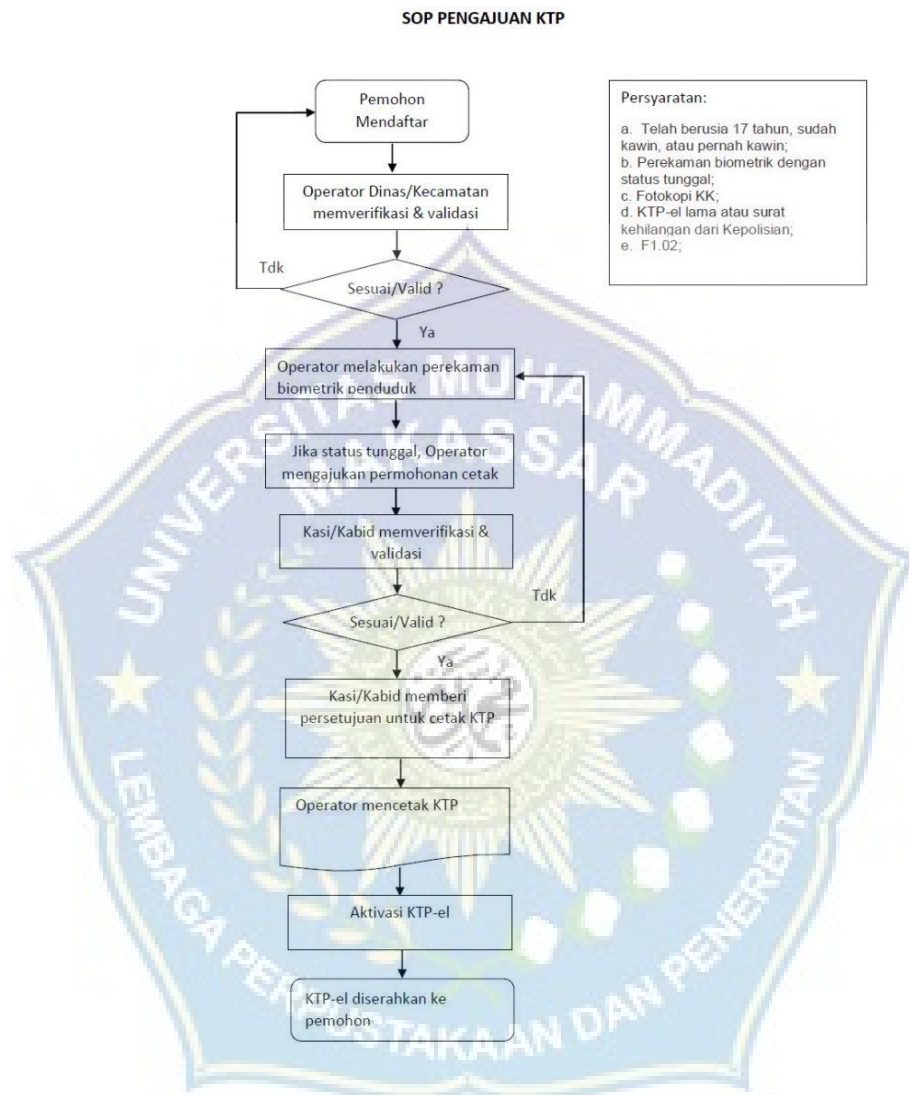 SOP PENGAJUAN KTP
Pemohon
Mendaftar
Persyaratan:
a. Telah berusia 17 tahun, sudah
kawin, atau pernah kawin;
b. Perekaman biometrik dengan
status tunggal;
c. Fotokopi KK;
d. KTP-el lama atau surat
kehilangan dari Kepolisian;
e. F1.02;
Operator Dinas/Kecamatan
memverifikasi & validasi
Tdk
Sesuai/Valid ?
Ya
Operator melakukan perekaman
biometrik penduduk
Jika status tunggal, Operator
mengajukan permohonan cetak
Kasi/Kabid memverifikasi &
validasi
Tdk
Sesuai/Valid ?
Ya
Kasi/Kabid memberi
persetujuan untuk cetak KTP
Operator mencetak KTP
Aktivasi KTP-el
KTP-el diserahkan ke
pemohon
UNIVERSITAS MUHAMMADIYAH
MAKASSAR
LEMBAGA PERPUSTAKAAN DAN PENERBITAN